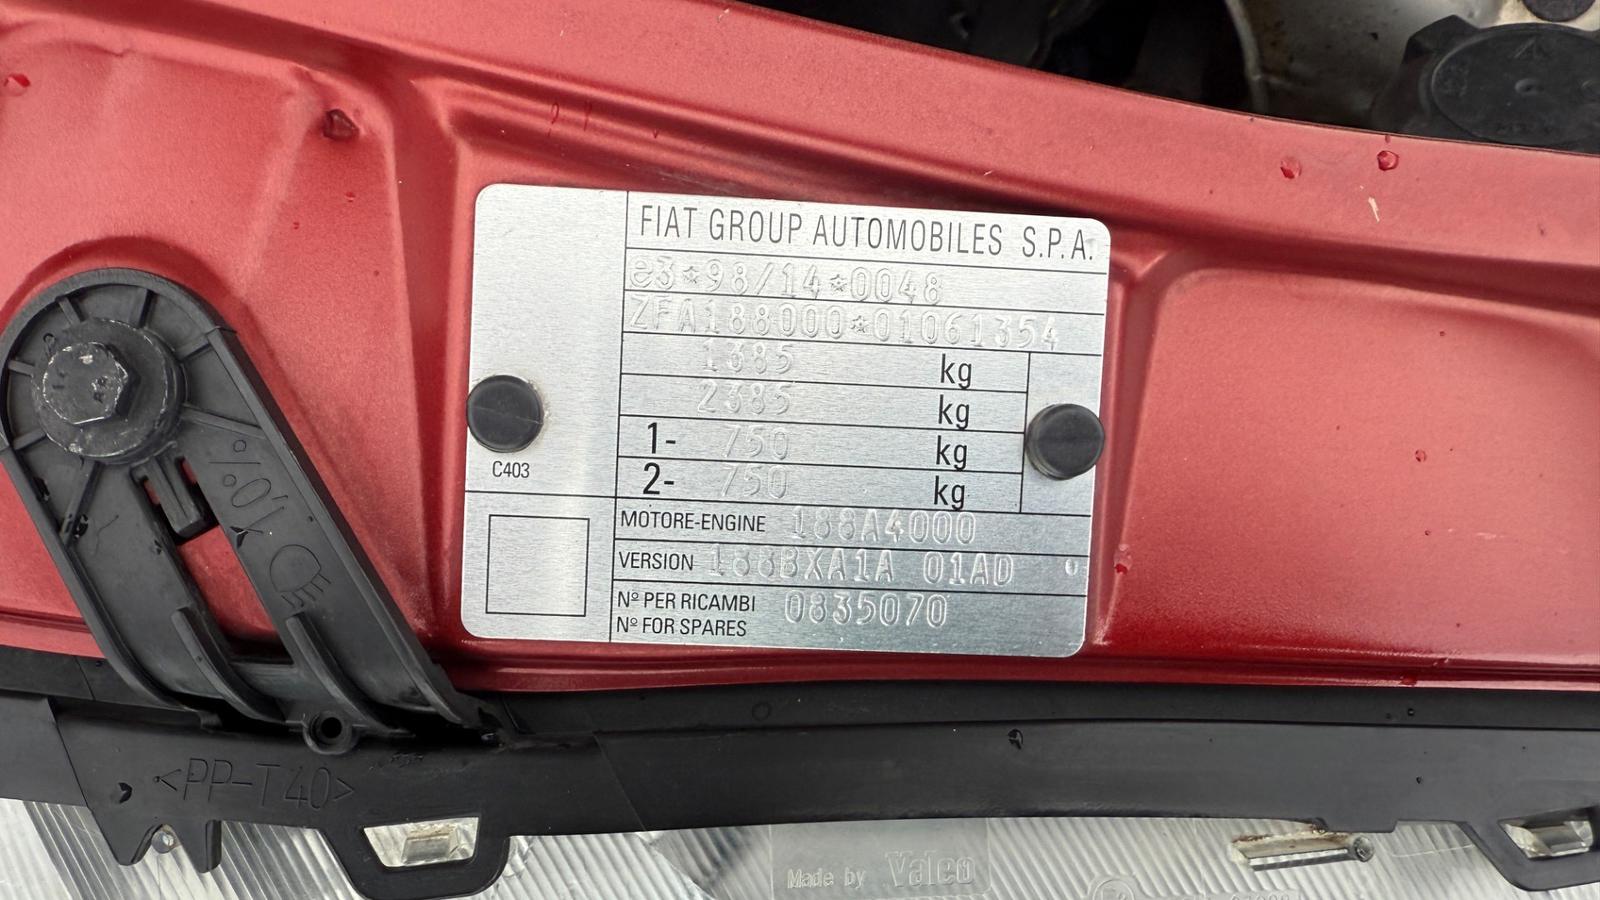 FIAT GROUP AUTOMOBILES S.P.A.
e3*98/14*0048
ZFA188000*01061354
1385 kg
2385 kg
1- 750 kg
2- 750 kg
C403
MOTORE-ENGINE 188A4000
VERSION 188BXA1A 01AD
Nº PER RICAMBI 0835070
Nº FOR SPARES
%0'1
<PP-T40>
Made by Valeo